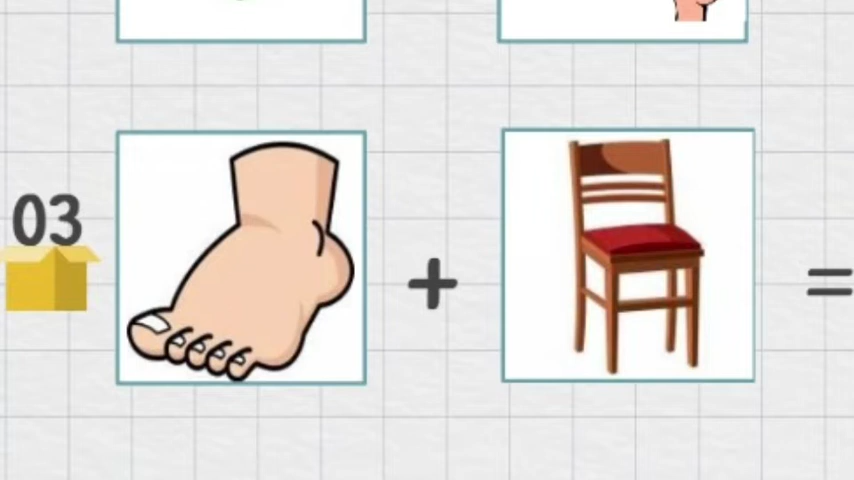 03
+
=